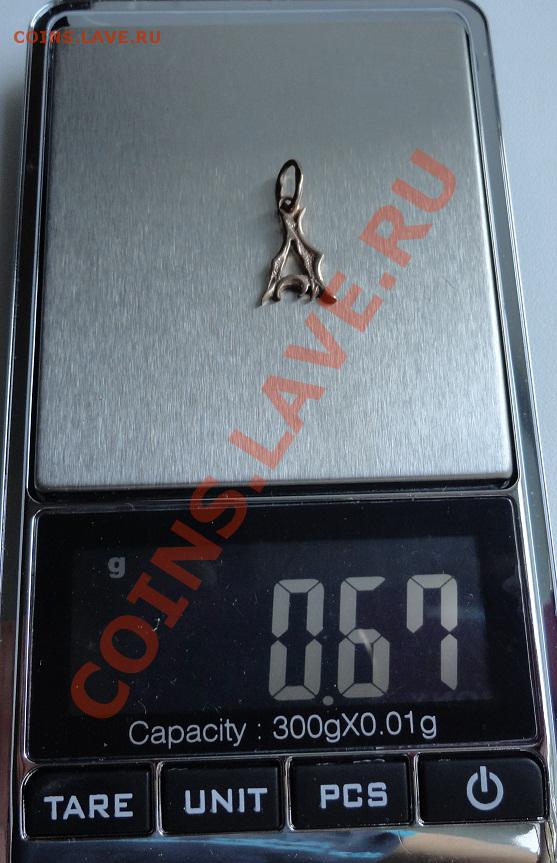 COINS.LAVE.RU
COINS.LAVE.RU
g
0.67
Capacity : 300gX0.01g
TARE UNIT PCS